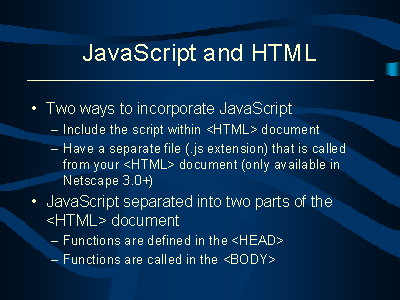 JavaScript and HTML
• Two ways to incorporate JavaScript
– Include the script within <HTML> document
– Have a separate file (.js extension) that is called
from your <HTML> document (only available in
Netscape 3.0+)
• JavaScript separated into two parts of the
<HTML> document
– Functions are defined in the <HEAD>
– Functions are called in the <BODY>